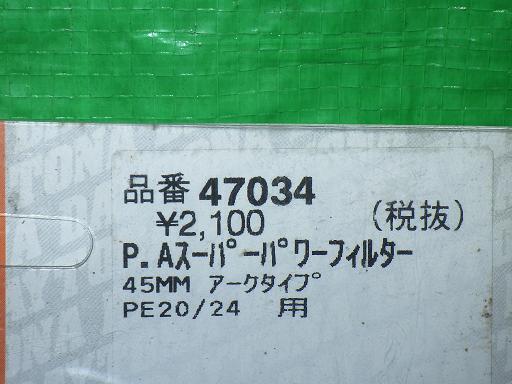 品番 47034
¥2,100 (税抜)
P.Aスーパーパワーフィルター
45MM アークタイプ
PE20/24 用